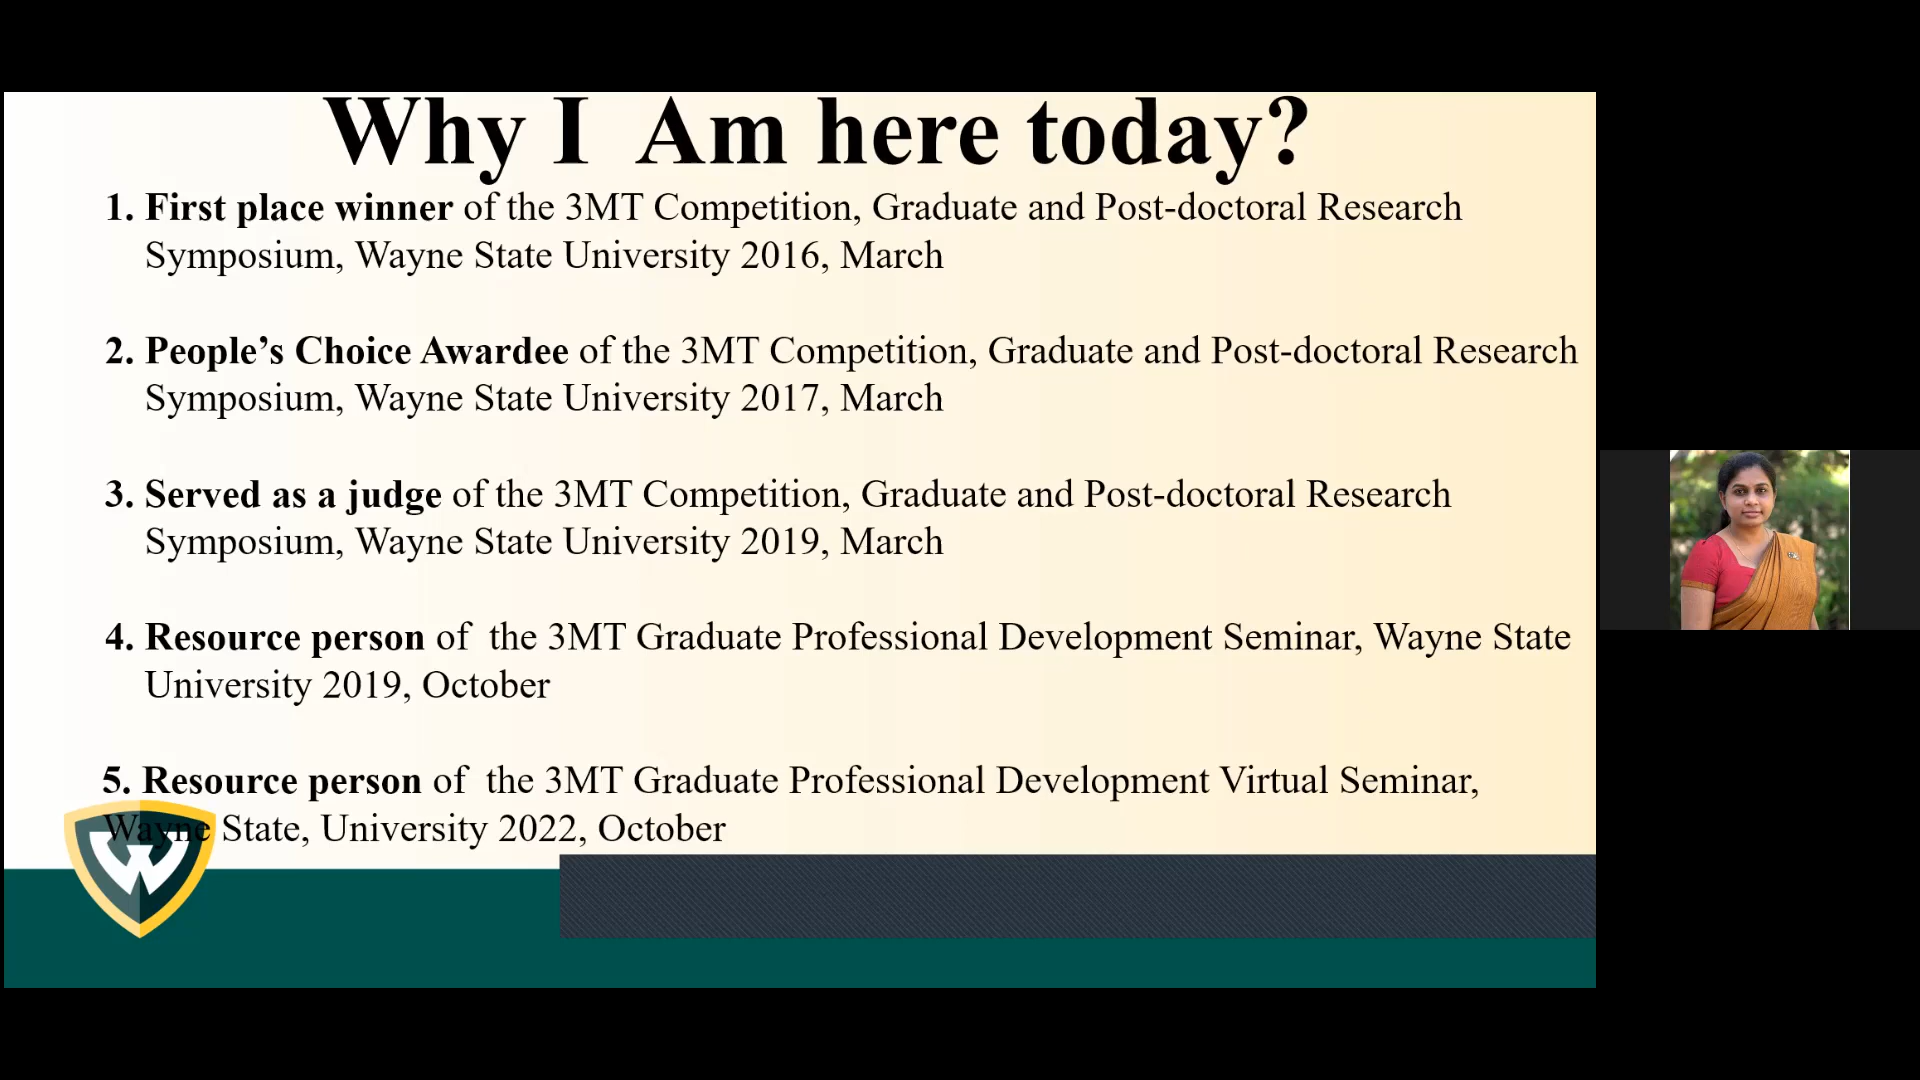 Why I  Am here today?
1. First place winner of the 3MT Competition, Graduate and Post-doctoral Research
Symposium, Wayne State University 2016, March
2. People’s Choice Awardee of the 3MT Competition, Graduate and Post-doctoral Research
Symposium, Wayne State University 2017, March
3. Served as a judge of the 3MT Competition, Graduate and Post-doctoral Research
Symposium, Wayne State University 2019, March
4. Resource person of  the 3MT Graduate Professional Development Seminar, Wayne State
University 2019, October
5. Resource person of  the 3MT Graduate Professional Development Virtual Seminar,
Wayne State, University 2022, October
W